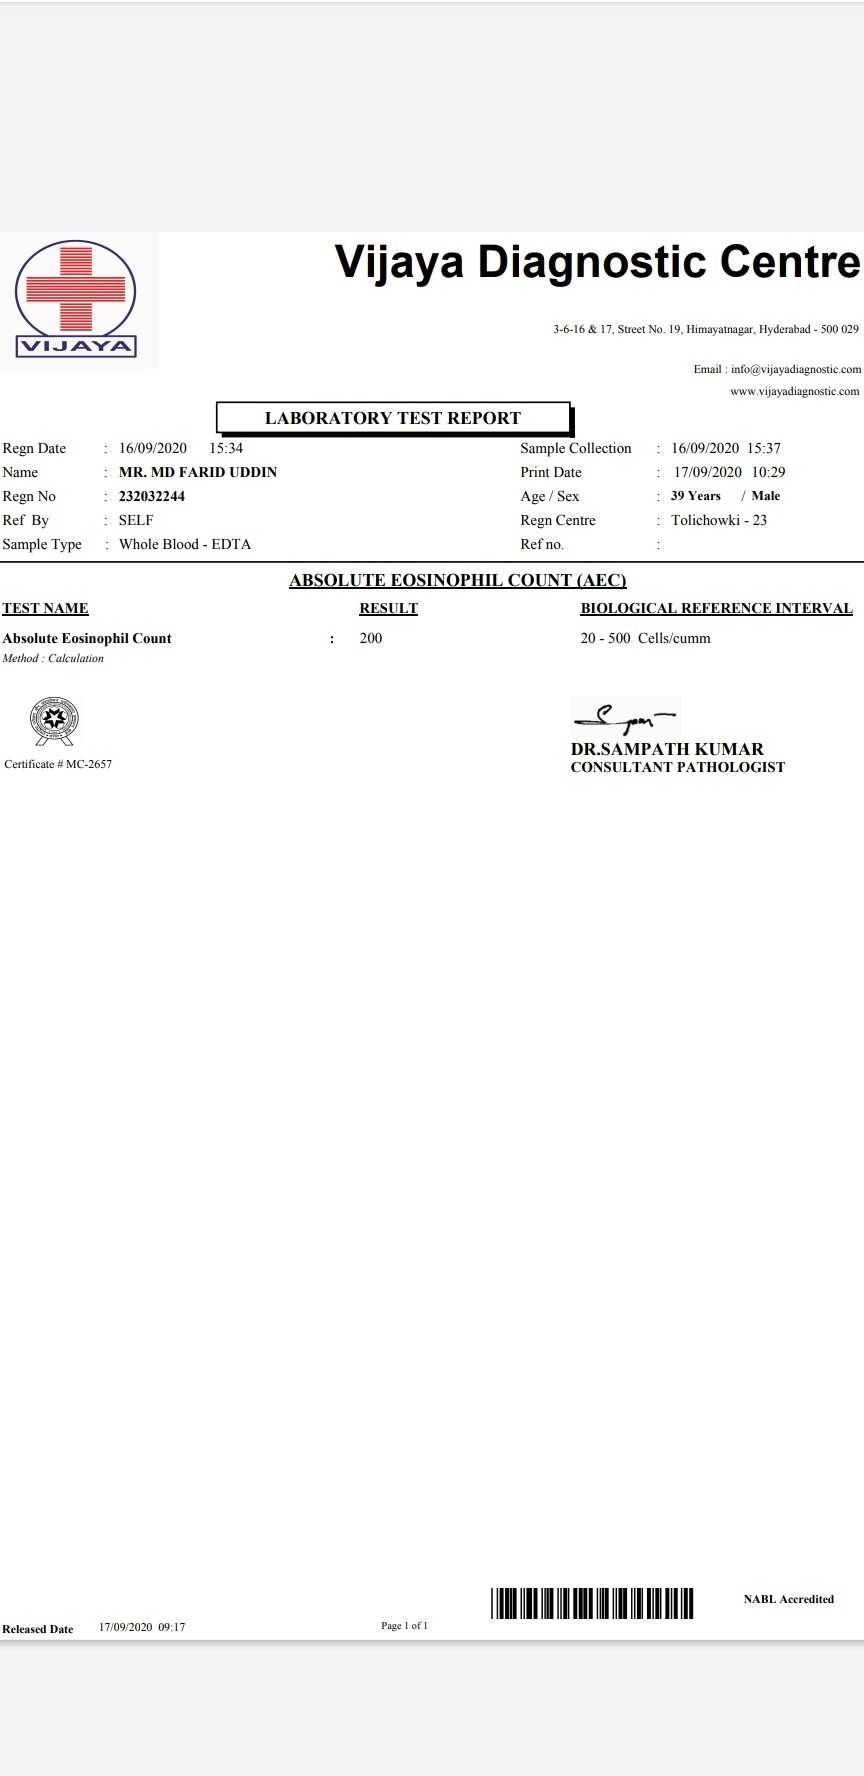 Vijaya Diagnostic Centre
VIJAYA
3-6-16 & 17, Street No. 19, Himayatnagar, Hyderabad - 500 029
Email : info@vijayadiagnostic.com
www.vijayadiagnostic.com
LABORATORY TEST REPORT
Regn Date : 16/09/2020 15:34 Sample Collection : 16/09/2020 15:37
Name : MR. MD FARID UDDIN Print Date : 17/09/2020 10:29
Regn No : 232032244 Age / Sex : 39 Years / Male
Ref By : SELF Regn Centre : Tolichowki - 23
Sample Type : Whole Blood - EDTA Ref no. :
ABSOLUTE EOSINOPHIL COUNT (AEC)
TEST NAME RESULT BIOLOGICAL REFERENCE INTERVAL
Absolute Eosinophil Count : 200 20 - 500 Cells/cumm
Method : Calculation
DR.SAMPATH KUMAR
Certificate # MC-2657
CONSULTANT PATHOLOGIST
NABL Accredited
Released Date 17/09/2020 09:17 Page 1 of 1